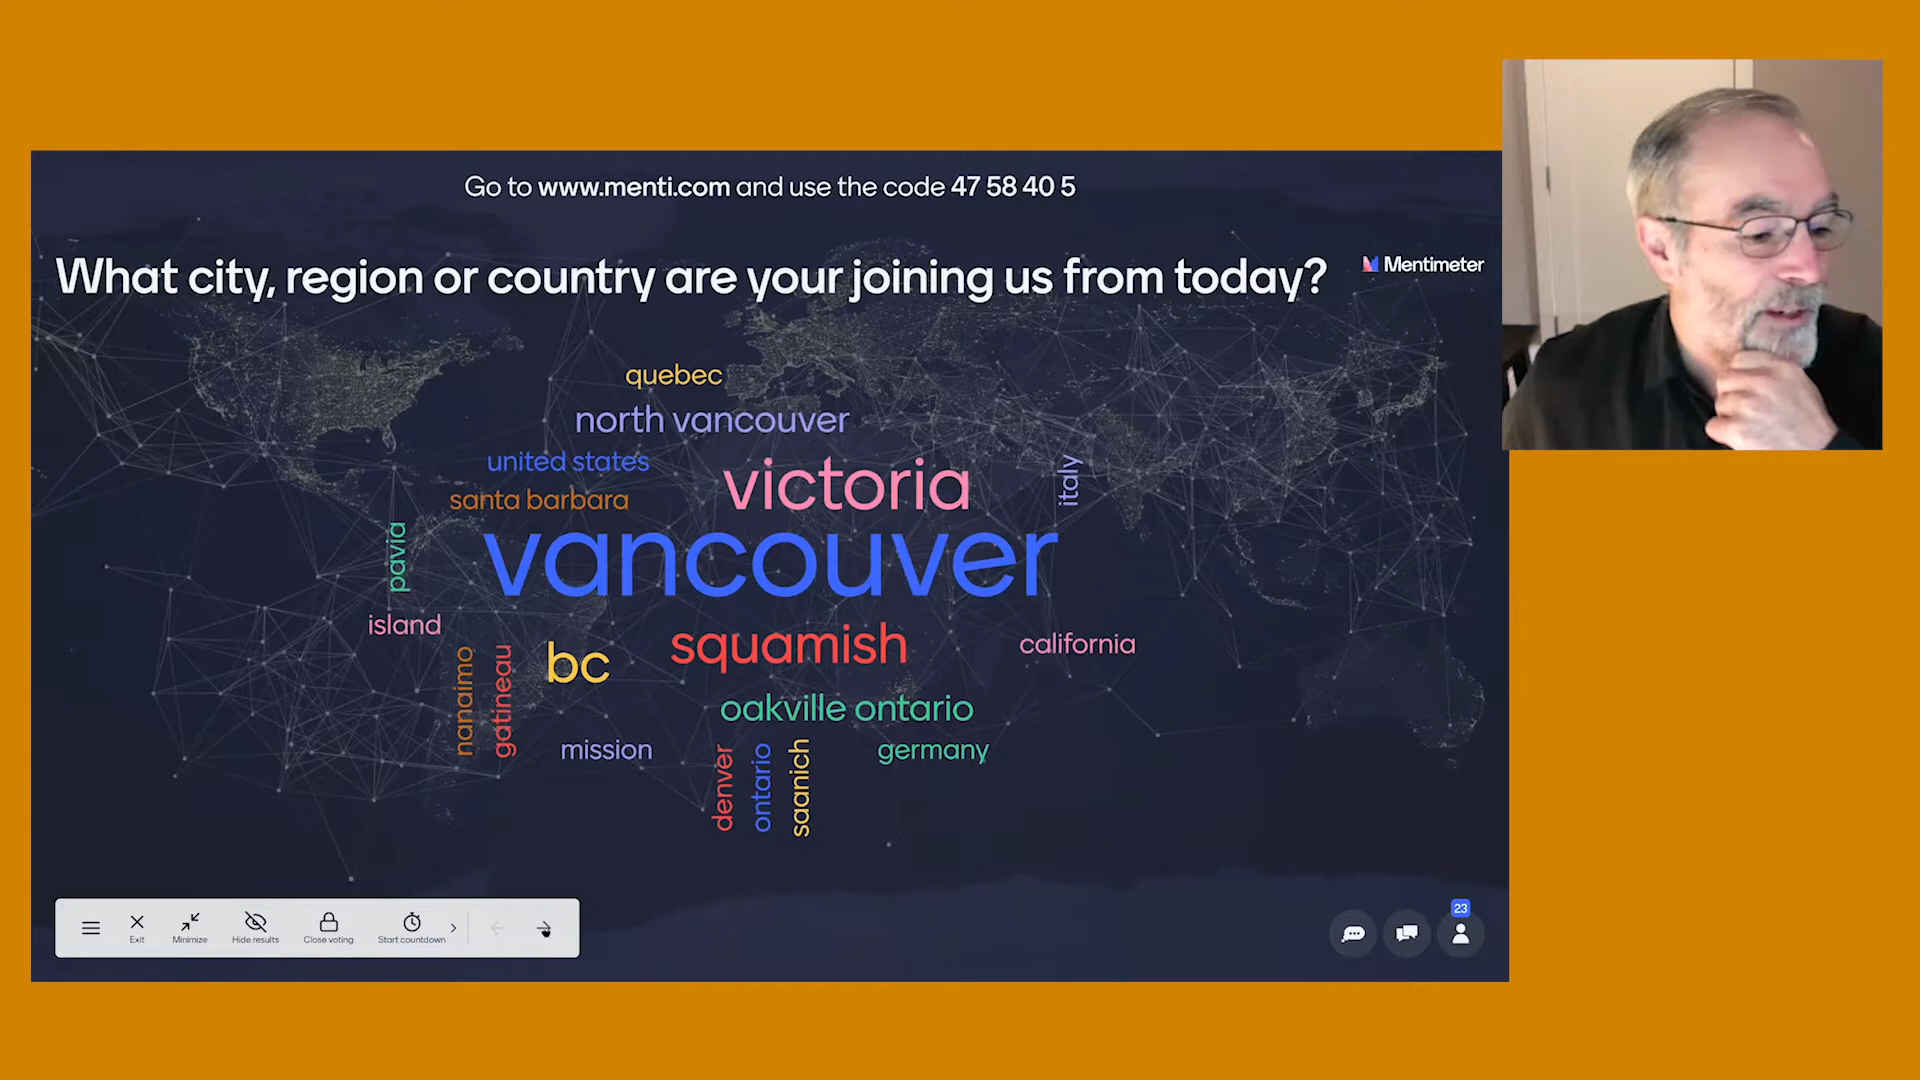 Go to www.menti.com and use the code 47 58 40 5
What city, region or country are your joining us from today?
Mentimeter
quebec
north vancouver
united states
victoria
italy
santa barbara
pavia
vancouver
island
squamish
california
bc
nanaimo
gatineau
oakville ontario
mission
germany
denver
ontario
saanich
Exit
Minimize
Hide results
Close voting
Start countdown
23